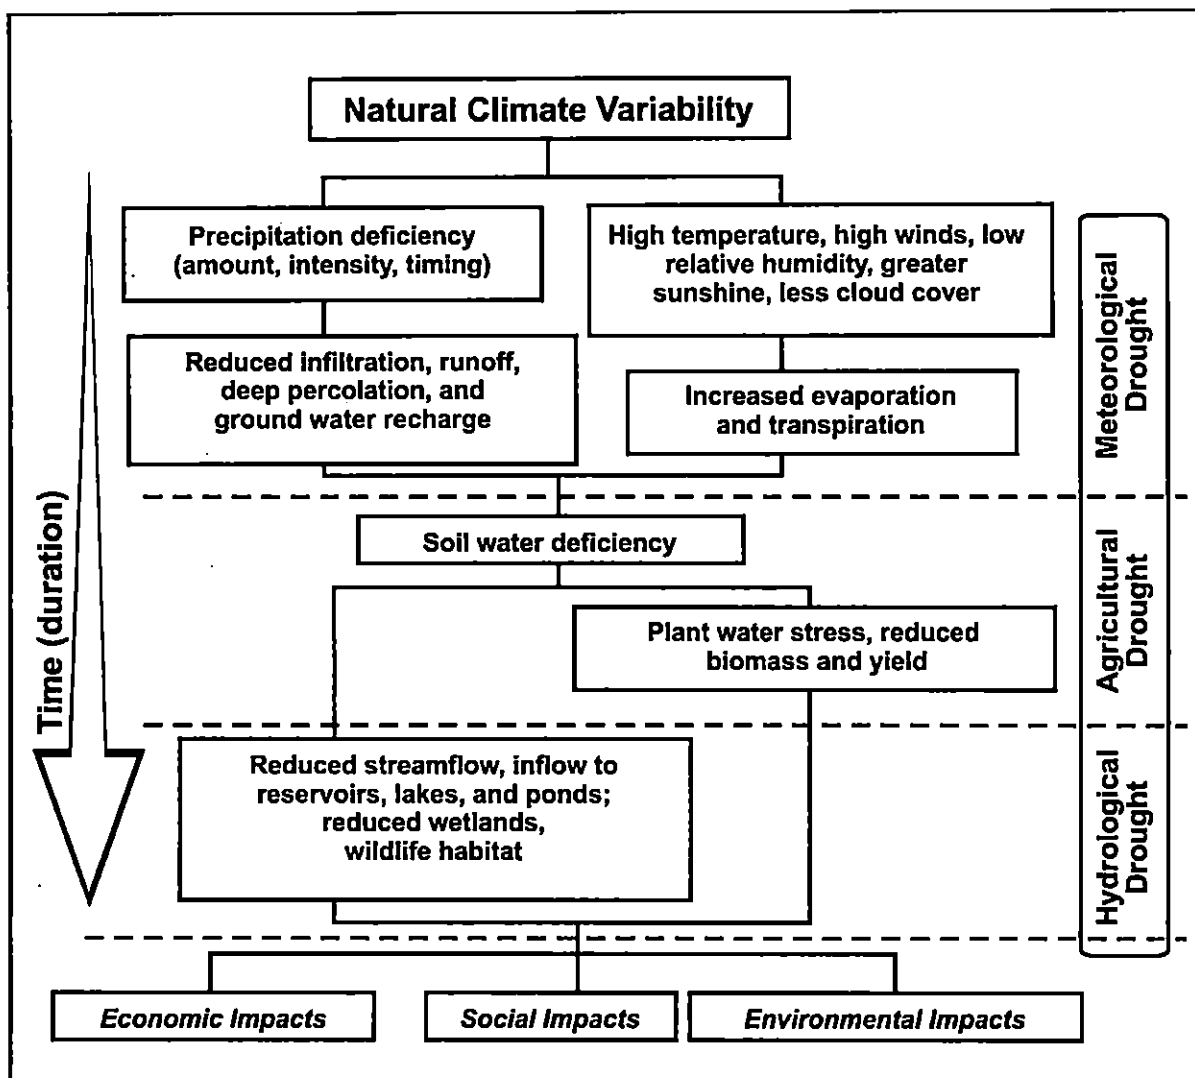 Natural Climate Variability
Precipitation deficiency
(amount, intensity, timing)
High temperature, high winds, low
relative humidity, greater
sunshine, less cloud cover
Reduced infiltration, runoff,
deep percolation, and
ground water recharge
Increased evaporation
and transpiration
Meteorological
Drought
Time (duration)
Soil water deficiency
Plant water stress, reduced
biomass and yield
Agricultural
Drought
Reduced streamflow, inflow to
reservoirs, lakes, and ponds;
reduced wetlands,
wildlife habitat
Hydrological
Drought
Economic Impacts
Social Impacts
Environmental Impacts